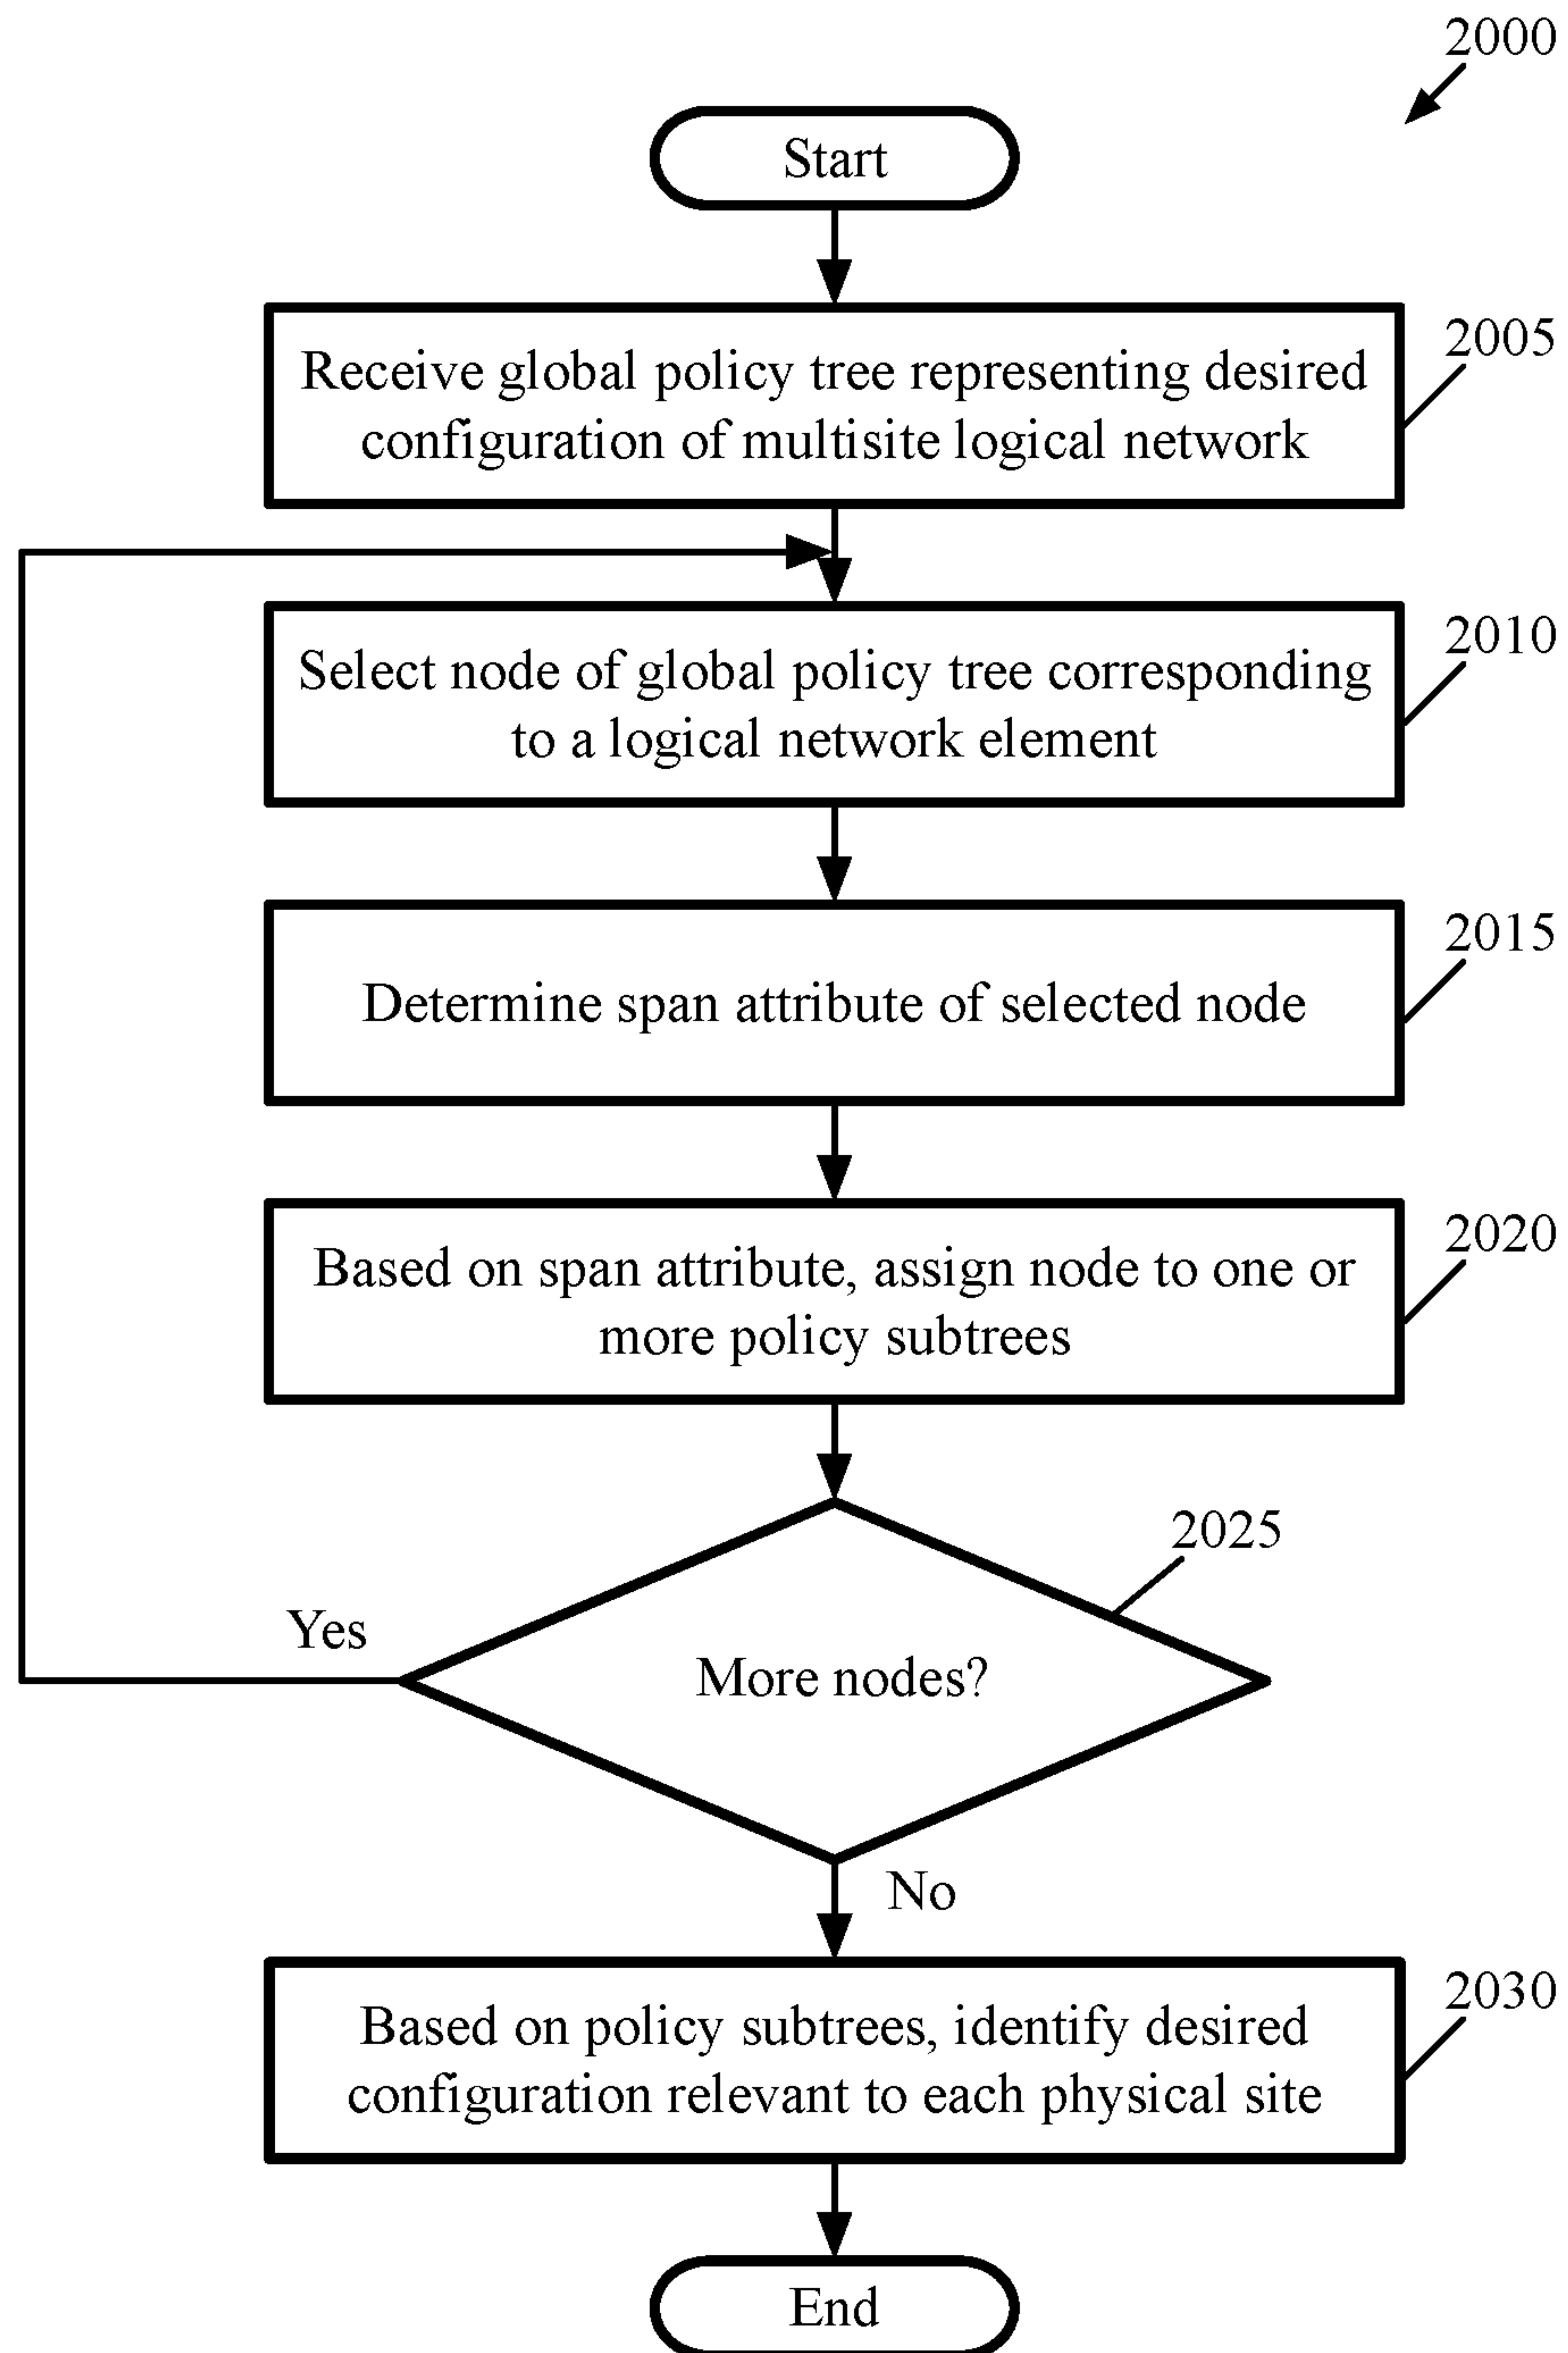 2000
Start
Receive global policy tree representing desired
configuration of multisite logical network
2005
Select node of global policy tree corresponding
to a logical network element
2010
Determine span attribute of selected node
2015
Based on span attribute, assign node to one or
more policy subtrees
2020
More nodes?
2025
Yes
No
Based on policy subtrees, identify desired
configuration relevant to each physical site
2030
End